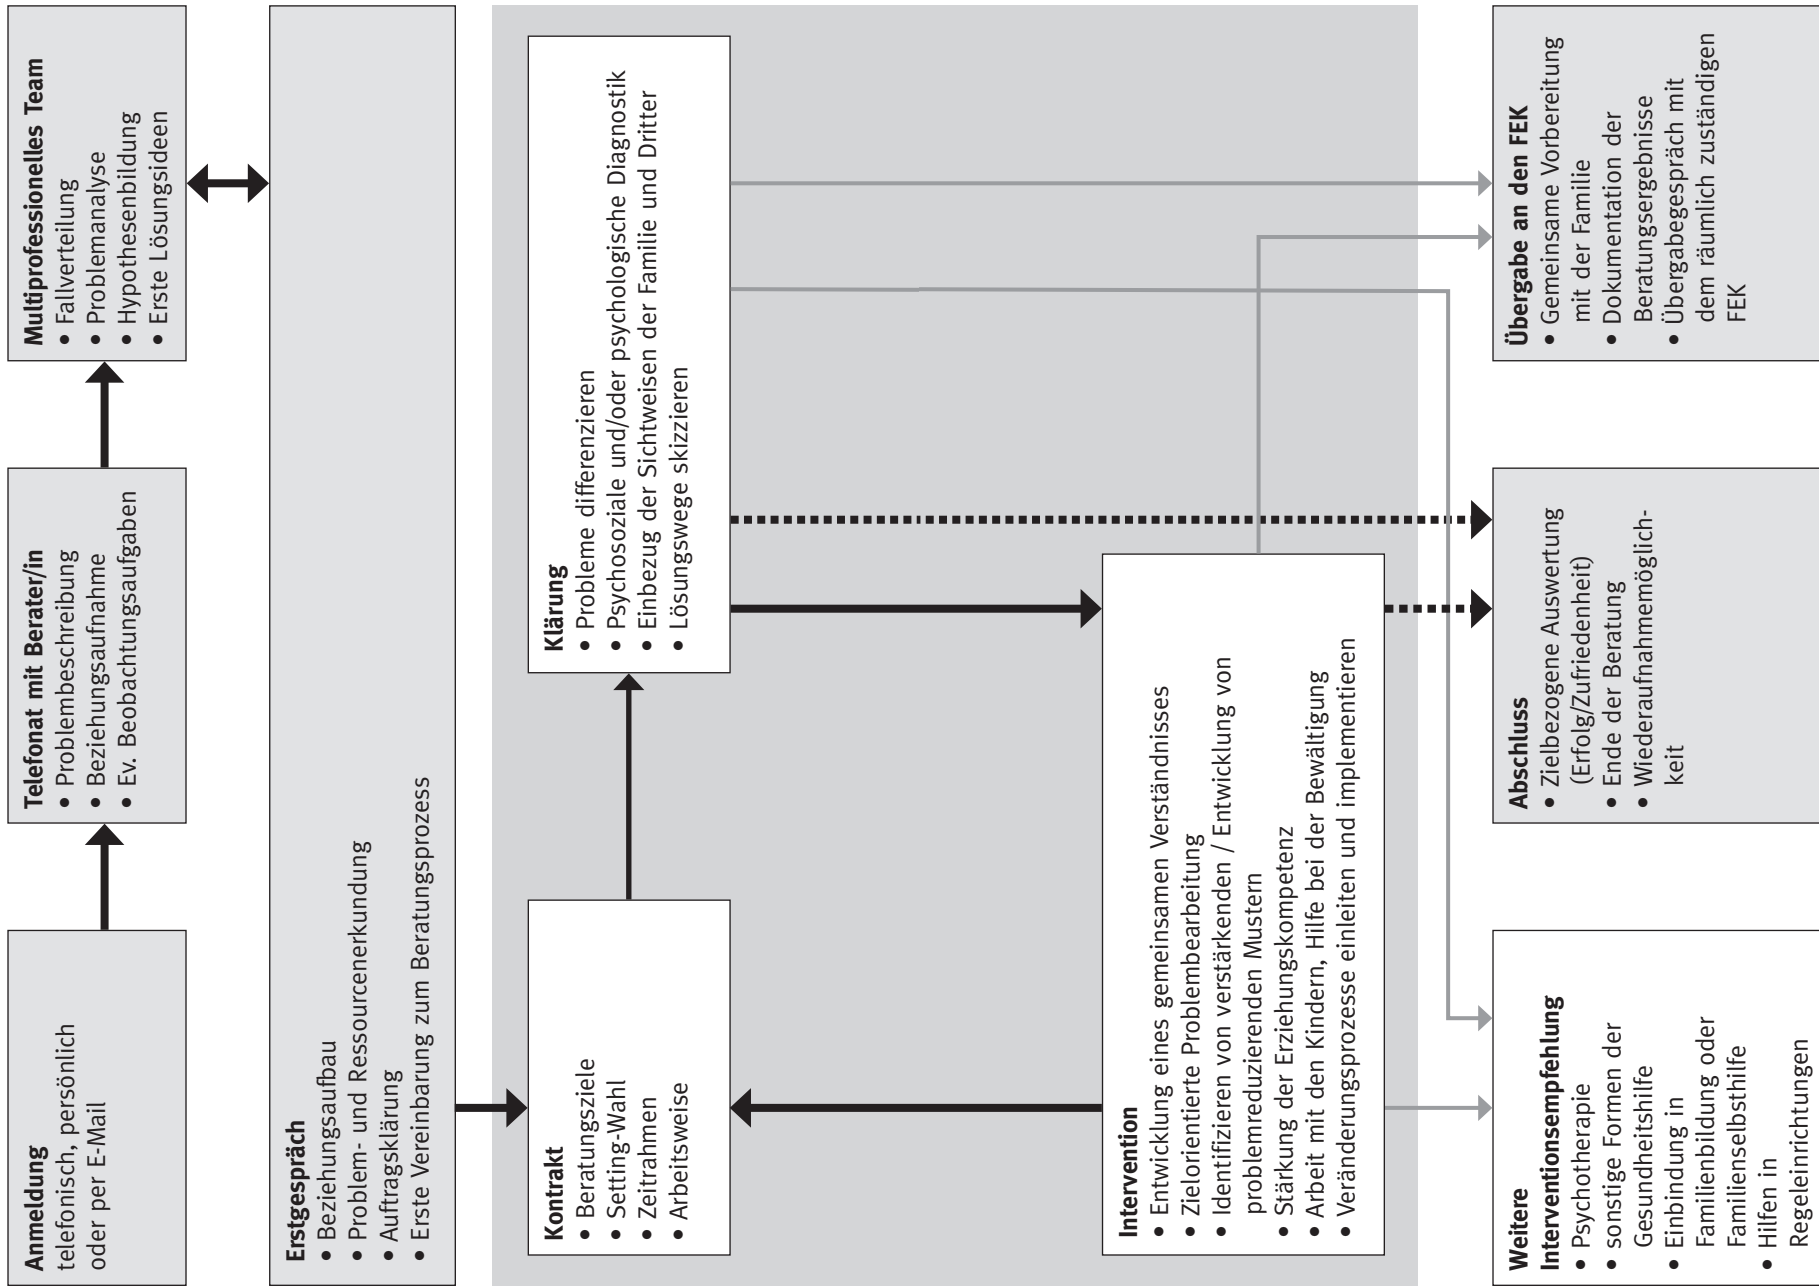 Anmeldung
telefonisch, persönlich
oder per E-Mail
Telefonat mit Berater/in
• Problembeschreibung
• Beziehungsaufnahme
• Ev. Beobachtungsaufgaben
Multiprofessionelles Team
• Fallverteilung
• Problemanalyse
• Hypothesenbildung
• Erste Lösungsideen
Erstgespräch
• Beziehungsaufbau
• Problem- und Ressourcenerkundung
• Auftragsklärung
• Erste Vereinbarung zum Beratungsprozess
Kontrakt
• Beratungsziele
• Setting-Wahl
• Zeitrahmen
• Arbeitsweise
Klärung
• Probleme differenzieren
• Psychosoziale und/oder psychologische Diagnostik
• Einbezug der Sichtweisen der Familie und Dritter
• Lösungswege skizzieren
Intervention
• Entwicklung eines gemeinsamen Verständnisses
• Zielorientierte Problembearbeitung
• Identifizieren von verstärkenden / Entwicklung von
problemreduzierenden Mustern
• Stärkung der Erziehungskompetenz
• Arbeit mit den Kindern, Hilfe bei der Bewältigung
• Veränderungsprozesse einleiten und implementieren
Weitere
Interventionsempfehlung
• Psychotherapie
• sonstige Formen der
Gesundheitshilfe
• Einbindung in
Familienbildung oder
Familienselbsthilfe
• Hilfen in
Regeleinrichtungen
Abschluss
• Zielbezogene Auswertung
(Erfolg/Zufriedenheit)
• Ende der Beratung
• Wiederaufnahmemöglich-
keit
Übergabe an den FEK
• Gemeinsame Vorbereitung
mit der Familie
• Dokumentation der
Beratungsergebnisse
• Übergabegespräch mit
dem räumlich zuständigen
FEK